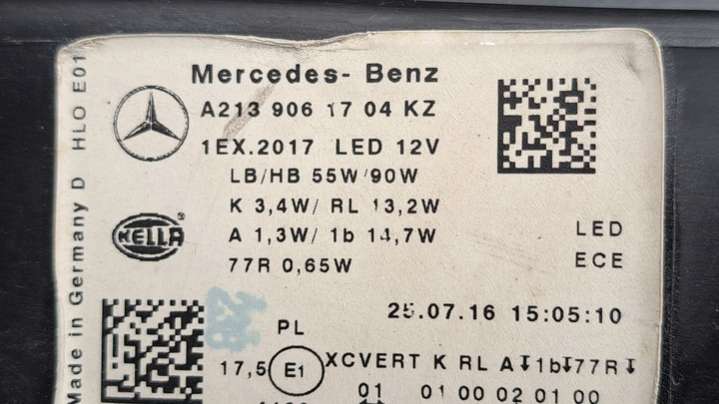 Mercedes- Benz
A213 906 17 04 KZ
1EX.2017 LED 12V
LB/HB 55W/90W
K 3,4W/ RL 13,2W
A 1,3W/ 1b 14,7W
77R 0,65W
LED
ECE
HELLA
Made in Germany D HLO E01
25.07.16 15:05:10
PL
17,5 E1 XCVERT K RL A↧1b↧77R↧
01 01 00 02 01 00